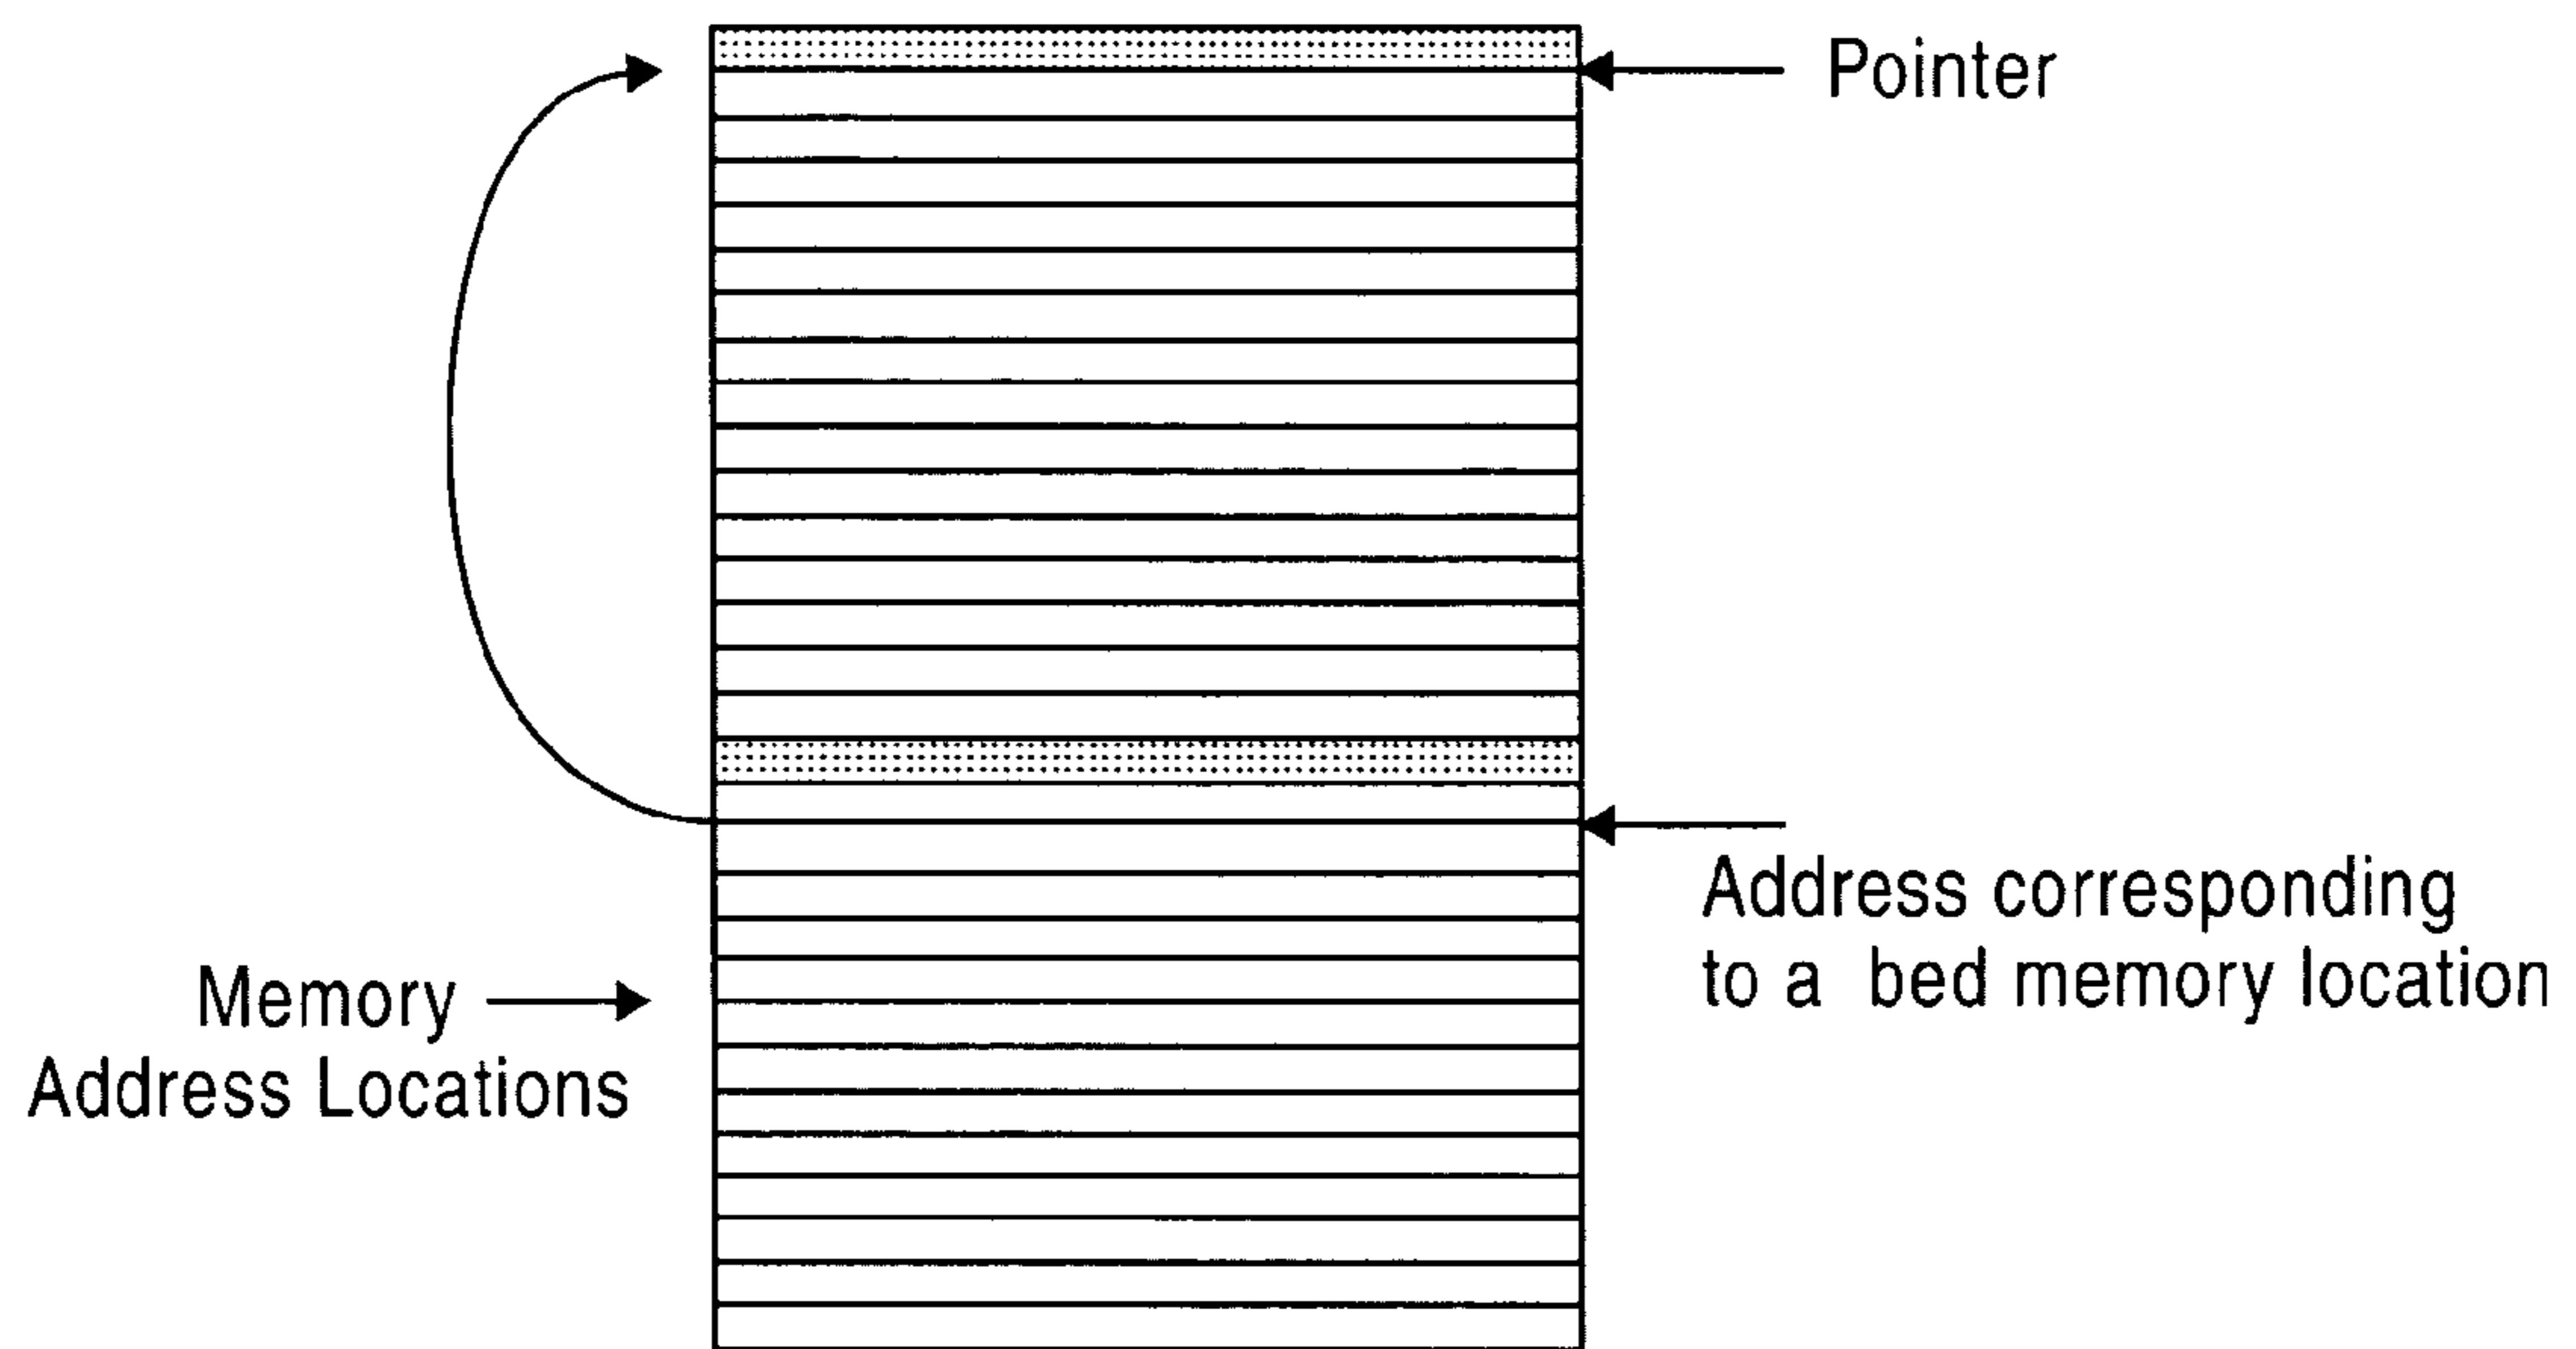 Pointer
Address corresponding
to a bed memory location
Memory
Address Locations